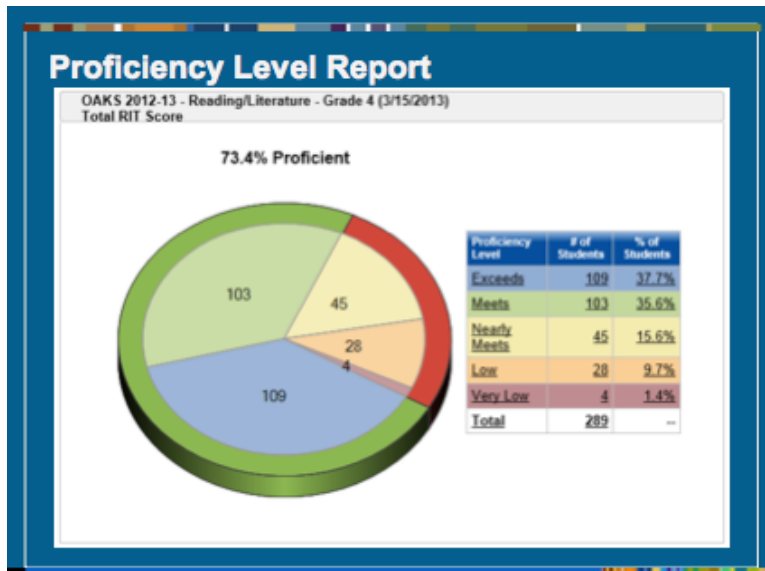 Proficiency Level Report
OAKS 2012-13 - Reading/Literature - Grade 4 (3/15/2013)
Total RIT Score
73.4% Proficient
103
45
28
4
109
Proficiency Level # of Students % of Students
Exceeds 109 37.7%
Meets 103 35.6%
Nearly Meets 45 15.6%
Low 28 9.7%
Very Low 4 1.4%
Total 289 --